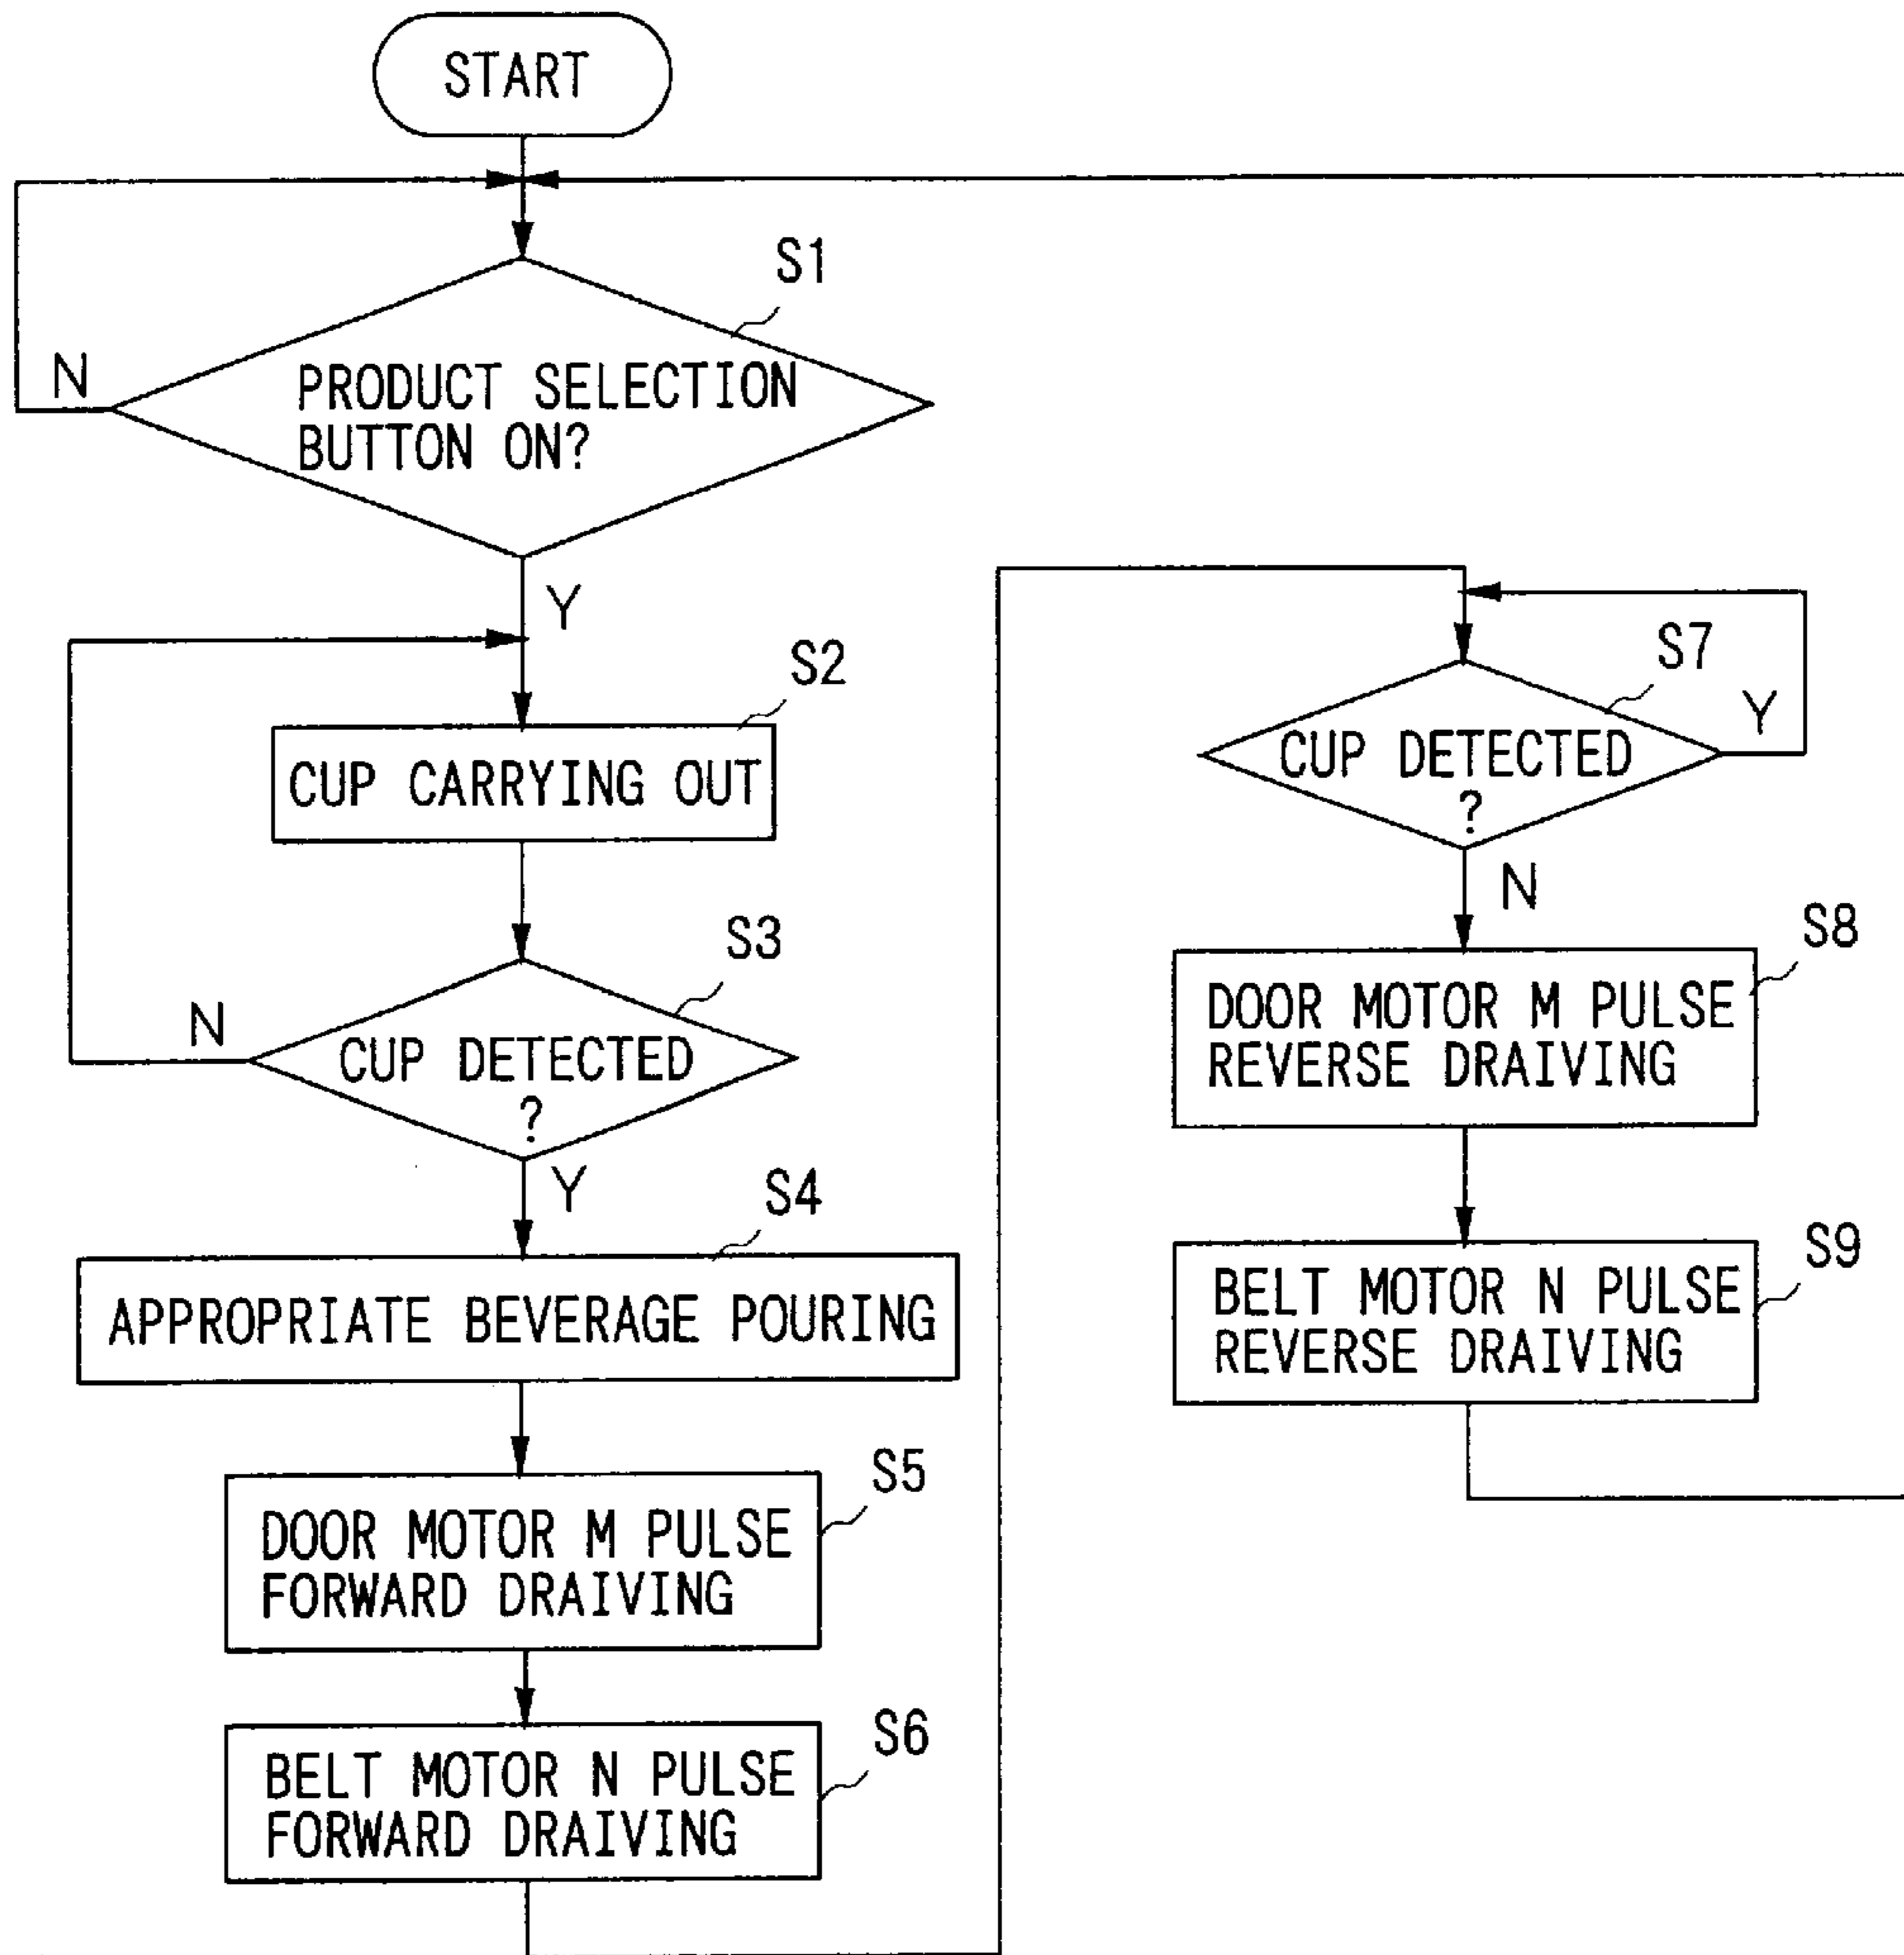 START
S1
N
PRODUCT SELECTION
BUTTON ON?
Y
S2
CUP CARRYING OUT
S3
N
CUP DETECTED
?
Y
S4
APPROPRIATE BEVERAGE POURING
S5
DOOR MOTOR M PULSE
FORWARD DRAIVING
S6
BELT MOTOR N PULSE
FORWARD DRAIVING
S7
Y
CUP DETECTED
?
N
S8
DOOR MOTOR M PULSE
REVERSE DRAIVING
S9
BELT MOTOR N PULSE
REVERSE DRAIVING